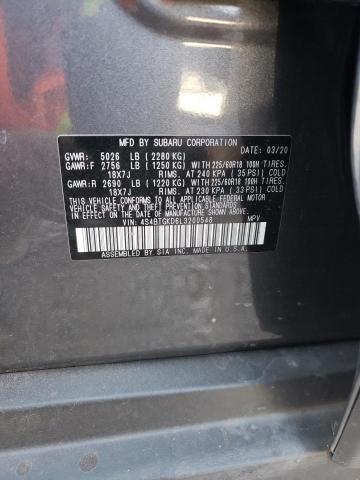 MFD BY SUBARU CORPORATION DATE: 03/20
GVWR: 5026 LB (2280 KG)
GAWR:F 2756 LB (1250 KG) WITH 225/60R18 100H TIRES.
18X7J RIMS. AT 240 KPA (35 PSI) COLD
GAWR:R 2690 LB (1220 KG) WITH 225/60R18 100H TIRES.
18X7J RIMS. AT 230 KPA (33 PSI) COLD
THIS VEHICLE CONFORMS TO ALL APPLICABLE FEDERAL
MOTOR VEHICLE SAFETY AND THEFT PREVENTION STANDARDS
IN EFFECT ON THE DATE OF MANUFACTURE SHOWN ABOVE.
VIN: 4S4BTGKD6L3200548 MPV
ASSEMBLED BY SIA INC. MADE IN U.S.A.